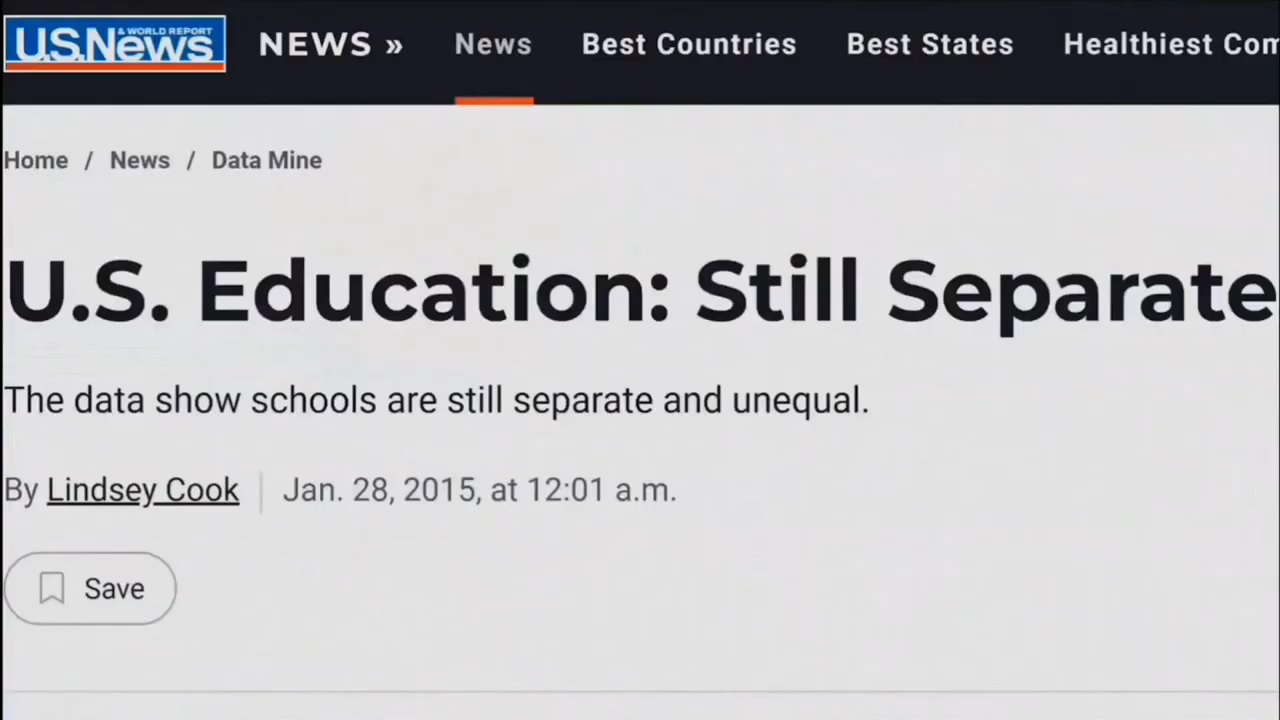 U.S.News & WORLD REPORT NEWS » News Best Countries Best States Healthiest Com
Home / News / Data Mine
U.S. Education: Still Separate
The data show schools are still separate and unequal.
By Lindsey Cook | Jan. 28, 2015, at 12:01 a.m.
Save